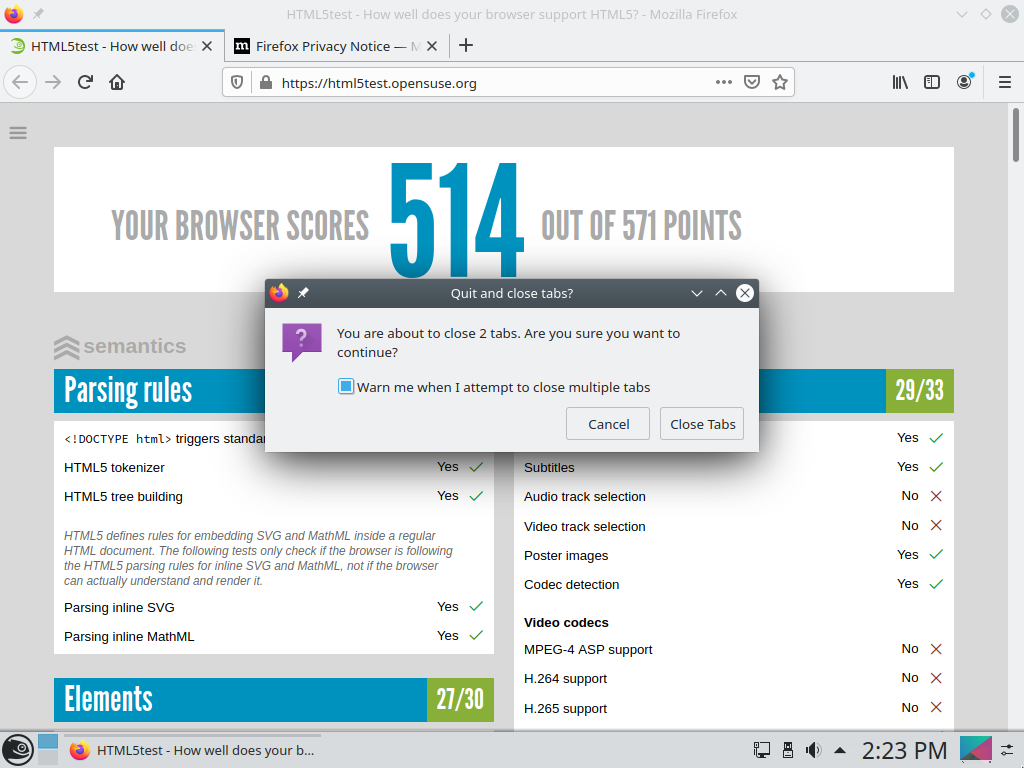 HTML5test - How well does your browser support HTML5? - Mozilla Firefox
HTML5test - How well doe
m
Firefox Privacy Notice — M
https://html5test.opensuse.org
YOUR BROWSER SCORES 514 OUT OF 571 POINTS
Quit and close tabs?
?
You are about to close 2 tabs. Are you sure you want to
continue?
Warn me when I attempt to close multiple tabs
Cancel
Close Tabs
semantics
Parsing rules
<!DOCTYPE html> triggers standar
HTML5 tokenizer Yes
HTML5 tree building Yes
HTML5 defines rules for embedding SVG and MathML inside a regular
HTML document. The following tests only check if the browser is following
the HTML5 parsing rules for inline SVG and MathML, not if the browser
can actually understand and render it.
Parsing inline SVG Yes
Parsing inline MathML Yes
Elements 27/30
29/33
Yes
Subtitles Yes
Audio track selection No
Video track selection No
Poster images Yes
Codec detection Yes
Video codecs
MPEG-4 ASP support No
H.264 support No
H.265 support No
HTML5test - How well does your b...
2:23 PM